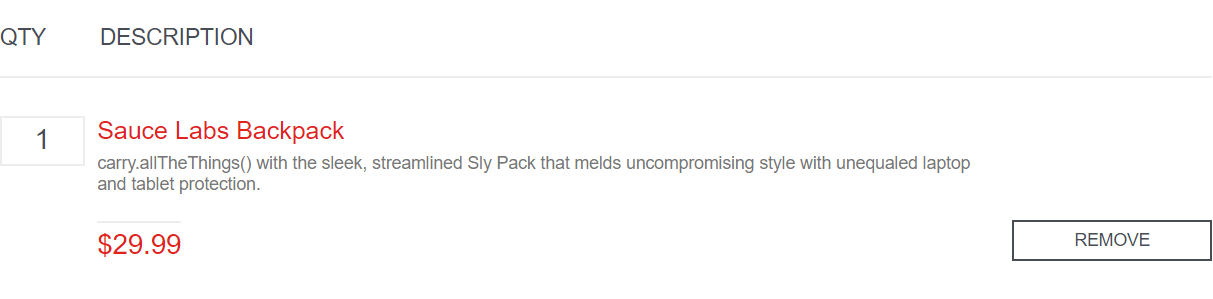 QTY DESCRIPTION
1 Sauce Labs Backpack
carry.allTheThings() with the sleek, streamlined Sly Pack that melds uncompromising style with unequaled laptop
and tablet protection.
$29.99 REMOVE